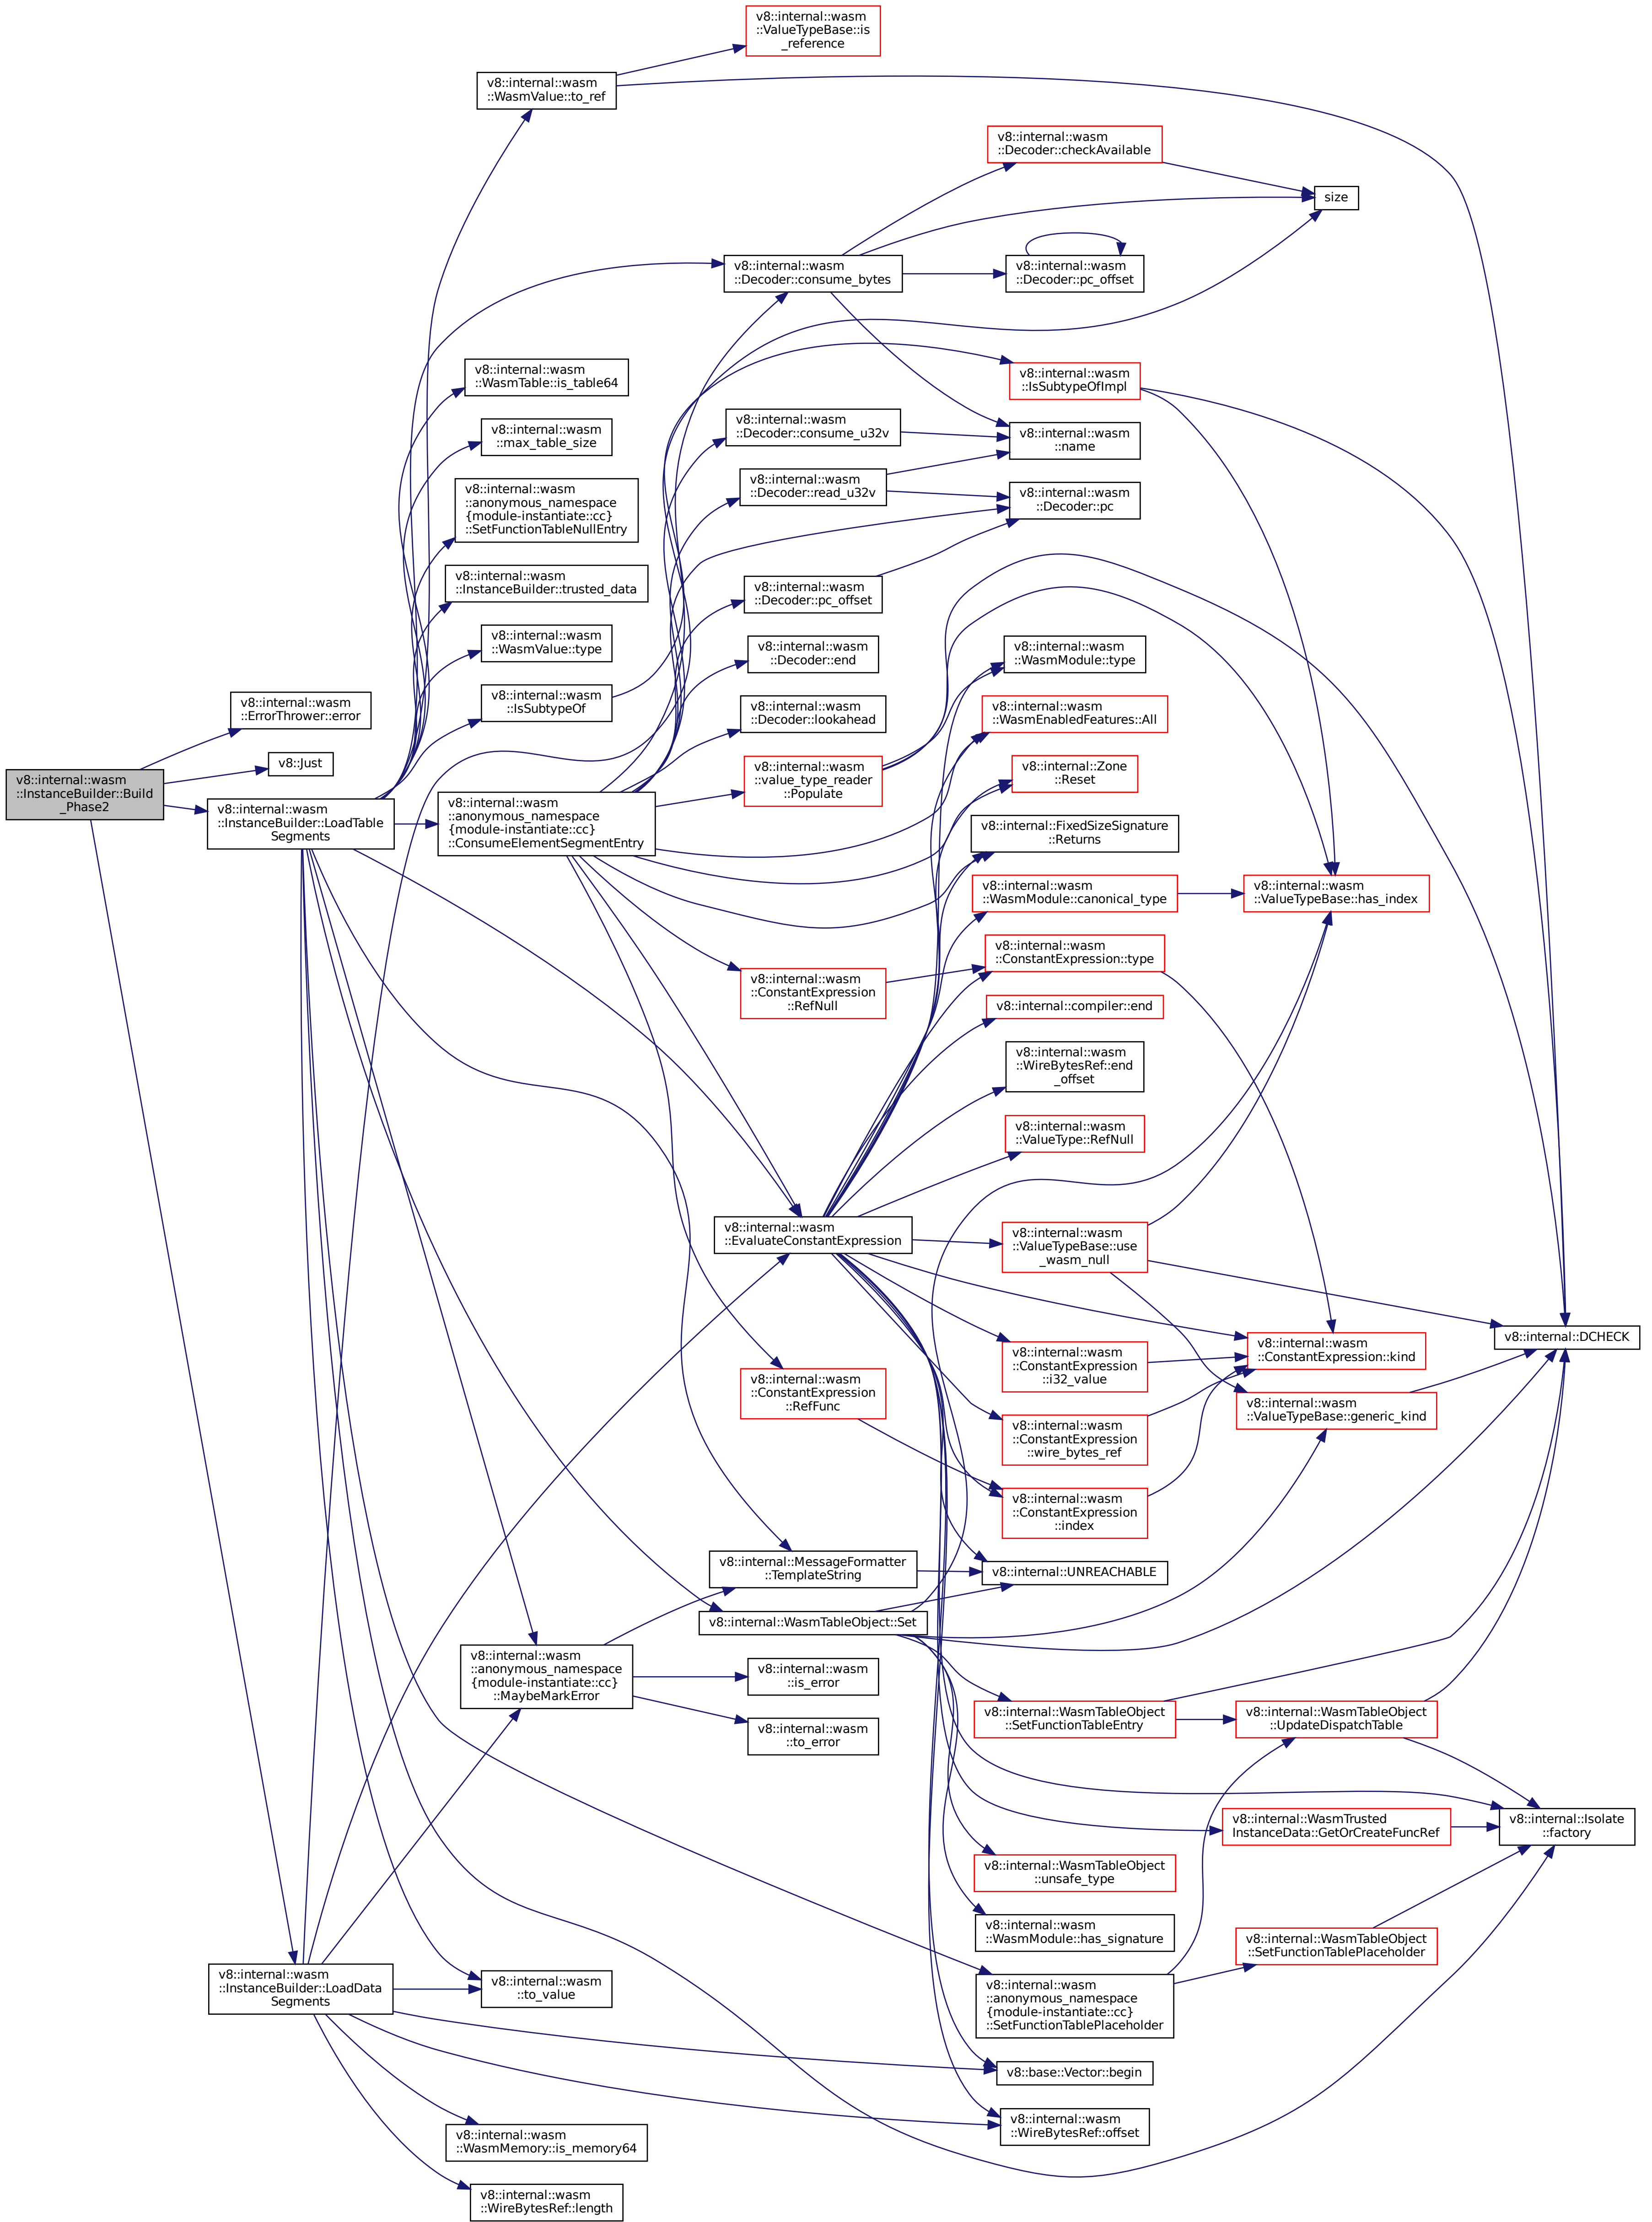 v8::internal::wasm
::ValueTypeBase::is
_reference
v8::internal::wasm
::WasmValue::to_ref
v8::internal::wasm
::Decoder::checkAvailable
size
v8::internal::wasm
::Decoder::consume_bytes
v8::internal::wasm
::Decoder::pc_offset
v8::internal::wasm
::WasmTable::is_table64
v8::internal::wasm
::IsSubtypeOfImpl
v8::internal::wasm
::max_table_size
v8::internal::wasm
::Decoder::consume_u32v
v8::internal::wasm
::name
v8::internal::wasm
::anonymous_namespace
{module-instantiate::cc}
::SetFunctionTableNullEntry
v8::internal::wasm
::Decoder::read_u32v
v8::internal::wasm
::Decoder::pc
v8::internal::wasm
::InstanceBuilder::trusted_data
v8::internal::wasm
::Decoder::pc_offset
v8::internal::wasm
::WasmValue::type
v8::internal::wasm
::Decoder::end
v8::internal::wasm
::WasmModule::type
v8::internal::wasm
::ErrorThrower::error
v8::internal::wasm
::IsSubtypeOf
v8::internal::wasm
::Decoder::lookahead
v8::internal::wasm
::WasmEnabledFeatures::All
v8::Just
v8::internal::wasm
::value_type_reader
::Populate
v8::internal::Zone
::Reset
v8::internal::wasm
::InstanceBuilder::Build
_Phase2
v8::internal::wasm
::InstanceBuilder::LoadTable
Segments
v8::internal::wasm
::anonymous_namespace
{module-instantiate::cc}
::ConsumeElementSegmentEntry
v8::internal::FixedSizeSignature
::Returns
v8::internal::wasm
::WasmModule::canonical_type
v8::internal::wasm
::ValueTypeBase::has_index
v8::internal::wasm
::ConstantExpression::type
v8::internal::wasm
::ConstantExpression
::RefNull
v8::internal::compiler::end
v8::internal::wasm
::WireBytesRef::end
_offset
v8::internal::wasm
::ValueType::RefNull
v8::internal::wasm
::EvaluateConstantExpression
v8::internal::wasm
::ValueTypeBase::use
_wasm_null
v8::internal::DCHECK
v8::internal::wasm
::ConstantExpression::kind
v8::internal::wasm
::ConstantExpression
::i32_value
v8::internal::wasm
::ConstantExpression
::RefFunc
v8::internal::wasm
::ValueTypeBase::generic_kind
v8::internal::wasm
::ConstantExpression
::wire_bytes_ref
v8::internal::wasm
::ConstantExpression
::index
v8::internal::MessageFormatter
::TemplateString
v8::internal::UNREACHABLE
v8::internal::WasmTableObject::Set
v8::internal::wasm
::anonymous_namespace
{module-instantiate::cc}
::MaybeMarkError
v8::internal::wasm
::is_error
v8::internal::wasm
::to_error
v8::internal::WasmTableObject
::SetFunctionTableEntry
v8::internal::WasmTableObject
::UpdateDispatchTable
v8::internal::WasmTrusted
InstanceData::GetOrCreateFuncRef
v8::internal::Isolate
::factory
v8::internal::WasmTableObject
::unsafe_type
v8::internal::wasm
::WasmModule::has_signature
v8::internal::WasmTableObject
::SetFunctionTablePlaceholder
v8::internal::wasm
::InstanceBuilder::LoadData
Segments
v8::internal::wasm
::to_value
v8::internal::wasm
::anonymous_namespace
{module-instantiate::cc}
::SetFunctionTablePlaceholder
v8::base::Vector::begin
v8::internal::wasm
::WasmMemory::is_memory64
v8::internal::wasm
::WireBytesRef::offset
v8::internal::wasm
::WireBytesRef::length